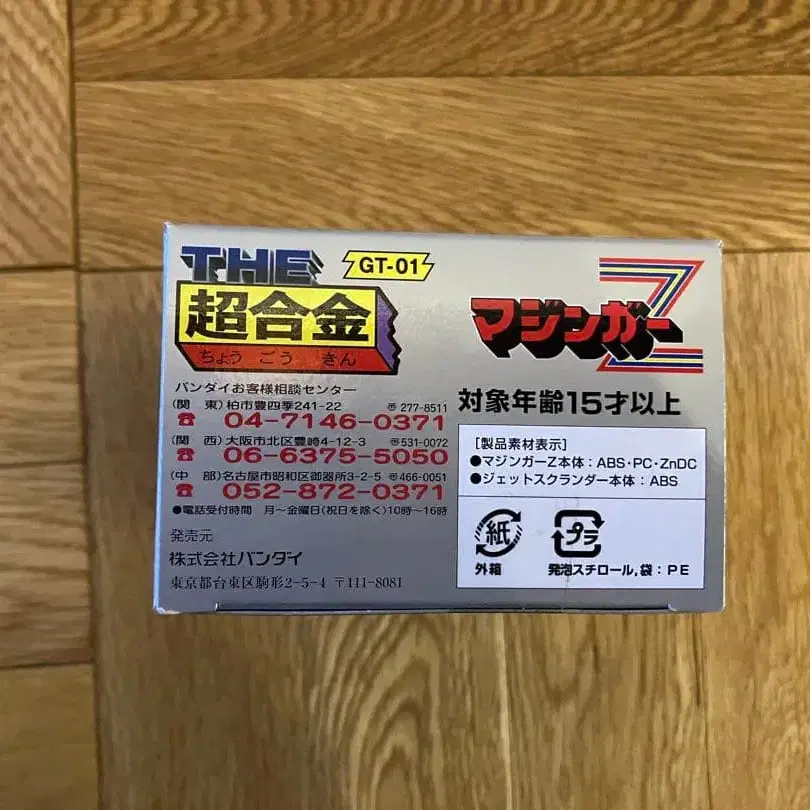 THE
GT-01
超合金
ちょう ごう きん
マジンガーZ
バンダイお客様相談センター
(関 東)柏市豊四季241-22 〠277-8511
☎04-7146-0371
(関 西)大阪市北区豊崎4-12-3 〠531-0072
☎06-6375-5050
(中 部)名古屋市昭和区御器所3-2-5 〠466-0051
☎052-872-0371
●電話受付時間 月〜金曜日(祝日を除く)10時〜16時
発売元
株式会社バンダイ
東京都台東区駒形2-5-4 〒111-8081
対象年齢15才以上
[製品素材表示]
●マジンガーZ本体：ABS・PC・ZnDC
●ジェットスクランダー本体：ABS
紙
外箱
プラ
発泡スチロール,袋：PE